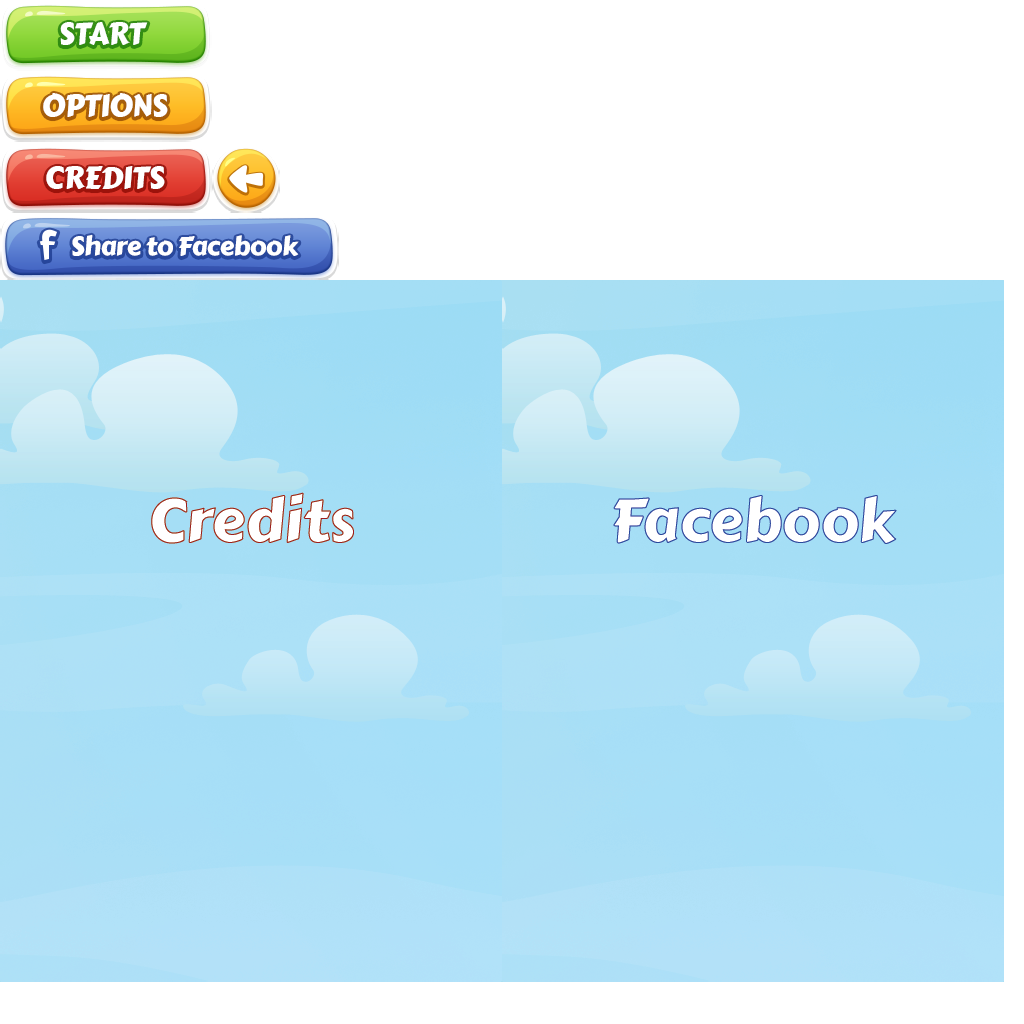 START
OPTIONS
CREDITS
f Share to Facebook
Credits
Facebook